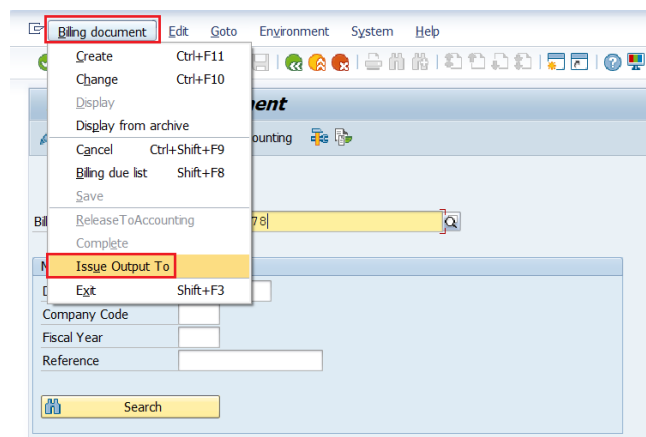 Billing document Edit Goto Environment System Help
Create Ctrl+F11
Change Ctrl+F10
Display
Display from archive
Cancel Ctrl+Shift+F9
Billing due list Shift+F8
Save
ReleaseToAccounting
Complete
Issue Output To
Exit Shift+F3
ent
ounting
Bil
78
N
D
Company Code
Fiscal Year
Reference
Search